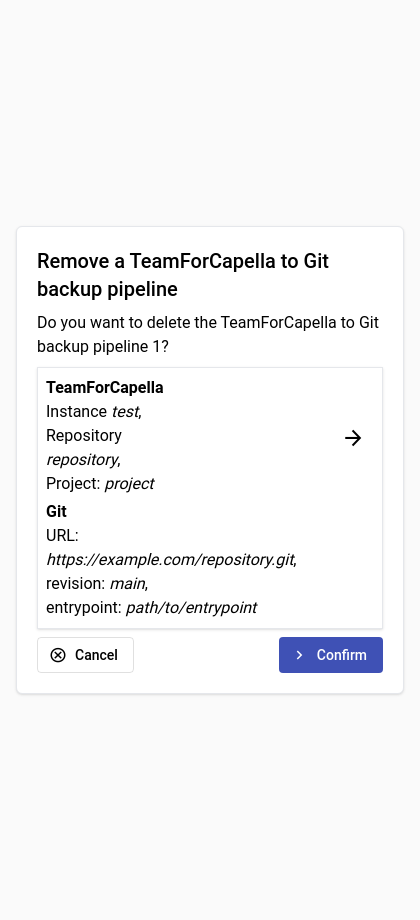 Remove a TeamForCapella to Git
backup pipeline
Do you want to delete the TeamForCapella to Git
backup pipeline 1?
TeamForCapella
Instance test,
Repository
repository,
Project: project
Git
URL:
https://example.com/repository.git,
revision: main,
entrypoint: path/to/entrypoint
Cancel
Confirm